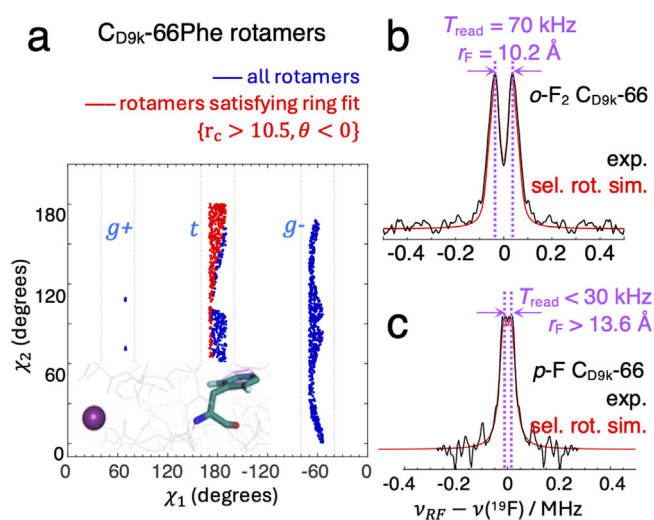 a
C_D9k-66Phe rotamers
—— all rotamers
—— rotamers satisfying ring fit
{r_c > 10.5, θ < 0}
180
120
60
0
χ_2 (degrees)
g+
t
g-
0
60
120
180
-120
-60
0
χ_1 (degrees)
b
T_read = 70 kHz
r_F = 10.2 Å
o-F_2 C_D9k-66
exp.
sel. rot. sim.
-0.4
-0.2
0
0.2
0.4
c
T_read < 30 kHz
r_F > 13.6 Å
p-F C_D9k-66
exp.
sel. rot. sim.
-0.4
-0.2
0
0.2
0.4
ν_RF − ν(¹⁹F) / MHz